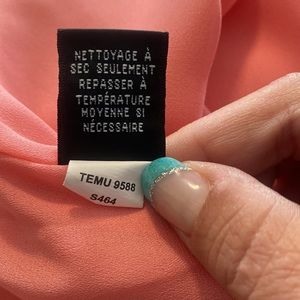 NETTOYAGE À
SEC SEULEMENT
REPASSER À
TEMPÉRATURE
MOYENNE SI
NÉCESSAIRE
TEMU 9588
S464